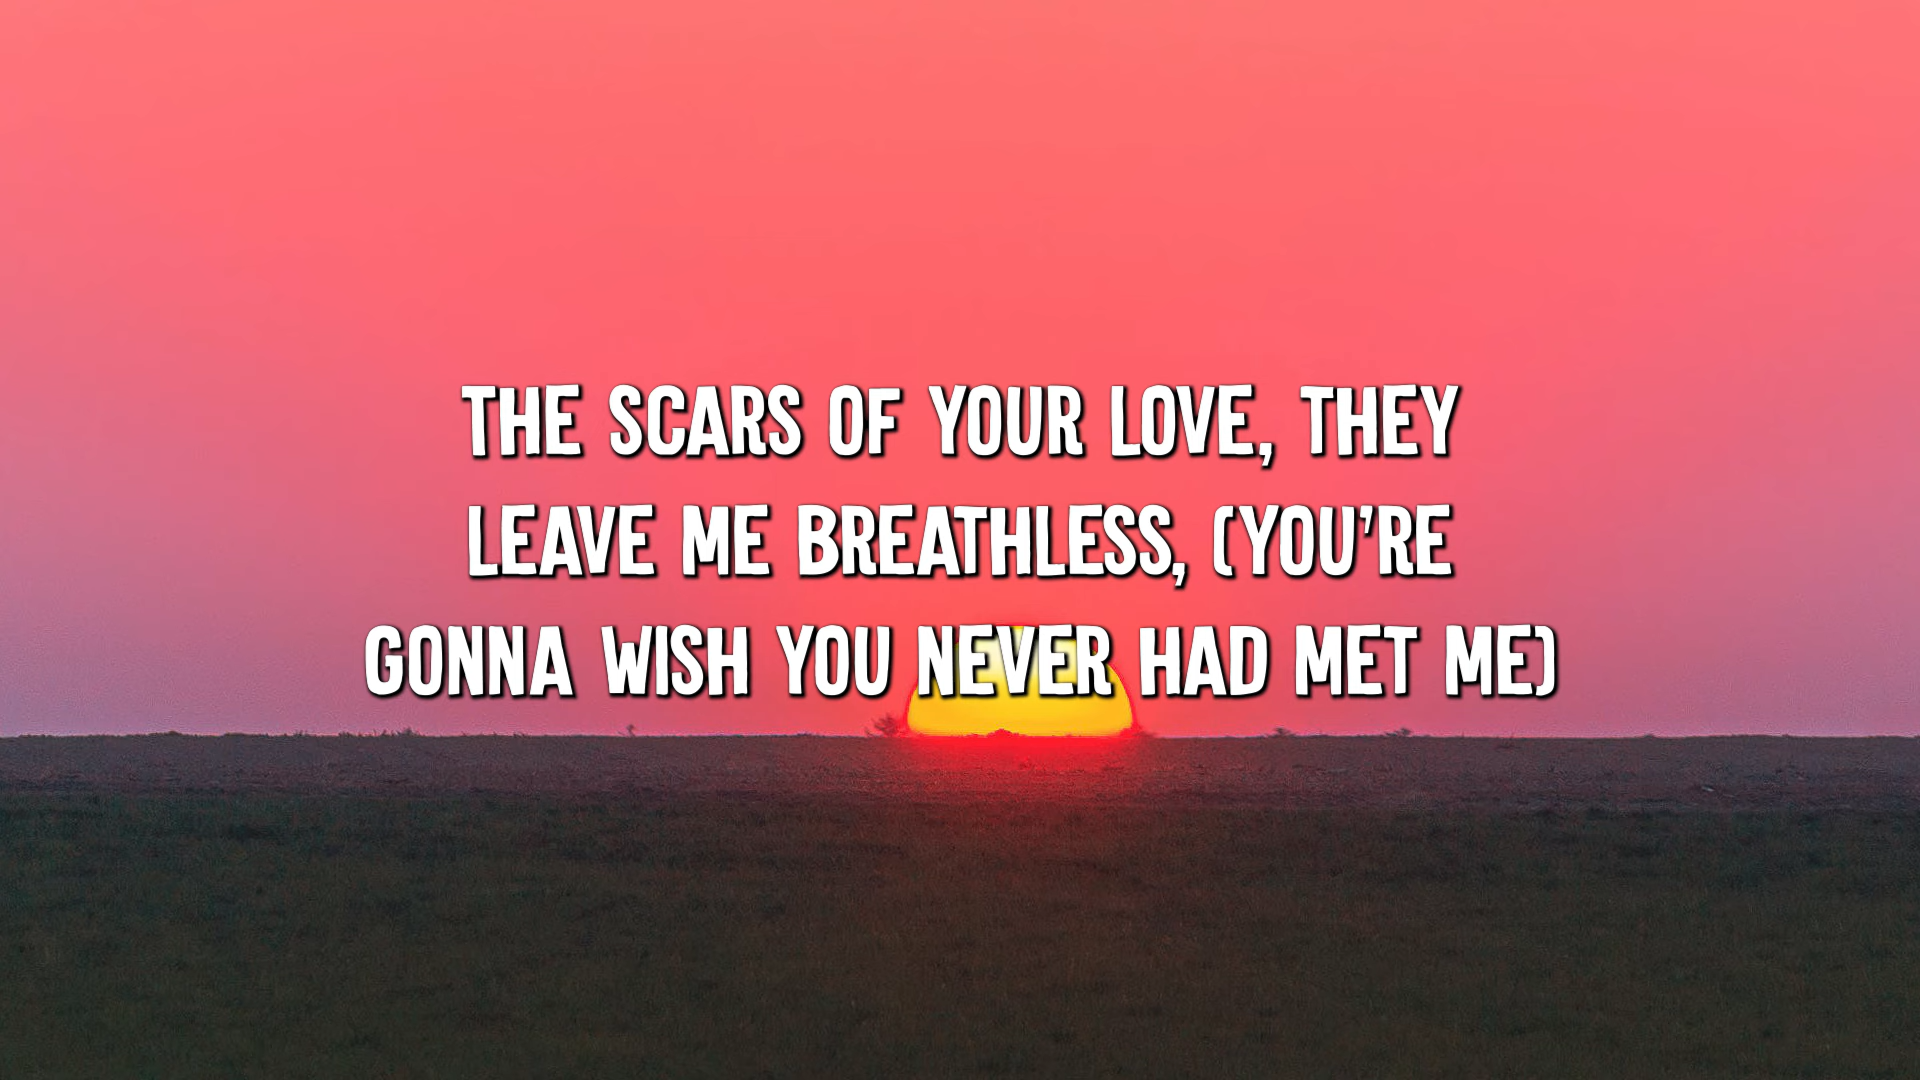 THE SCARS OF YOUR LOVE, THEY
LEAVE ME BREATHLESS, (YOU'RE
GONNA WISH YOU NEVER HAD MET ME)